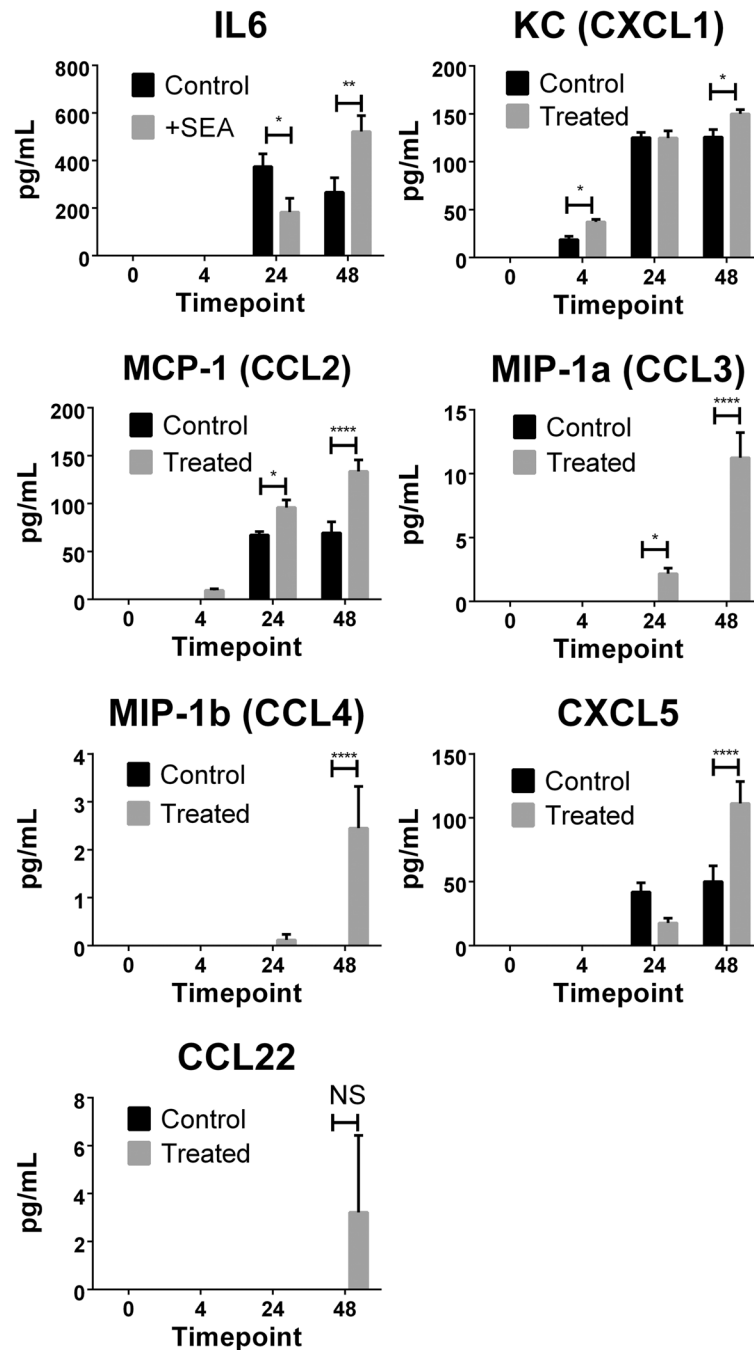 IL6
800
600
400
200
0
pg/mL
Control
+SEA
*
**
0 4 24 48
Timepoint
KC (CXCL1)
200
150
100
50
0
pg/mL
Control
Treated
*
*
0 4 24 48
Timepoint
MCP-1 (CCL2)
200
150
100
50
0
pg/mL
Control
Treated
*
****
0 4 24 48
Timepoint
MIP-1a (CCL3)
15
10
5
0
pg/mL
Control
Treated
*
****
0 4 24 48
Timepoint
MIP-1b (CCL4)
4
3
2
1
0
pg/mL
Control
Treated
****
0 4 24 48
Timepoint
CXCL5
150
100
50
0
pg/mL
Control
Treated
****
0 4 24 48
Timepoint
CCL22
8
6
4
2
0
pg/mL
Control
Treated
NS
0 4 24 48
Timepoint